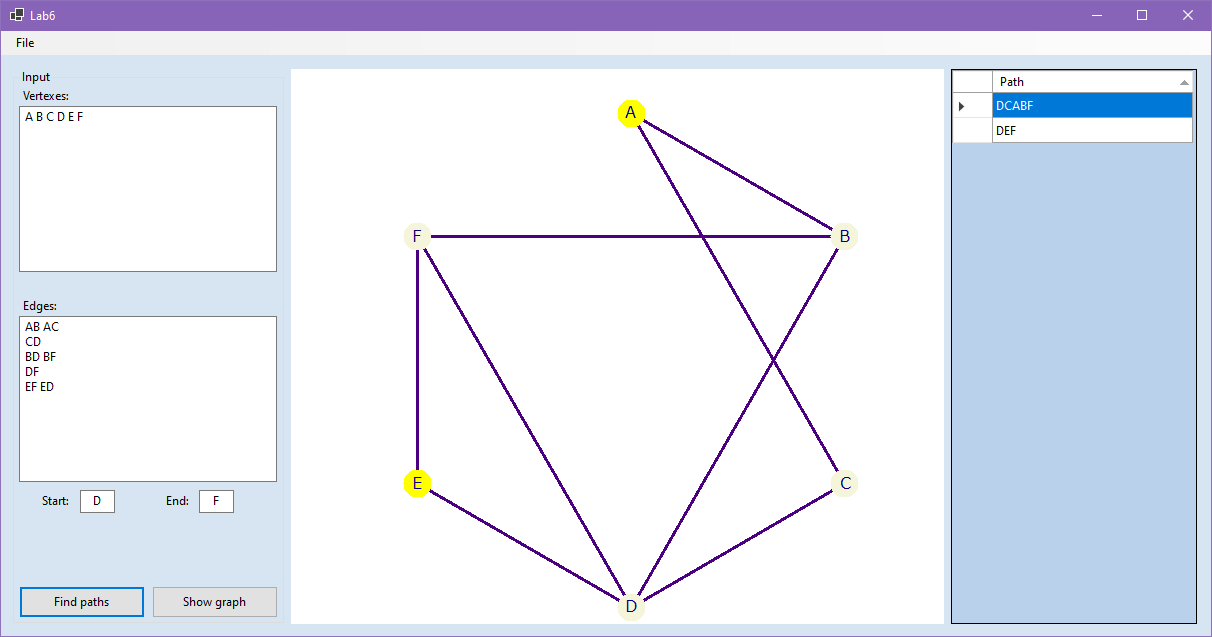 Lab6
File
Input
Vertexes:
A B C D E F
Edges:
AB AC
CD
BD BF
DF
EF ED
Start: D End: F
Find paths Show graph
A
F B
E C
D
Path
DCABF
DEF